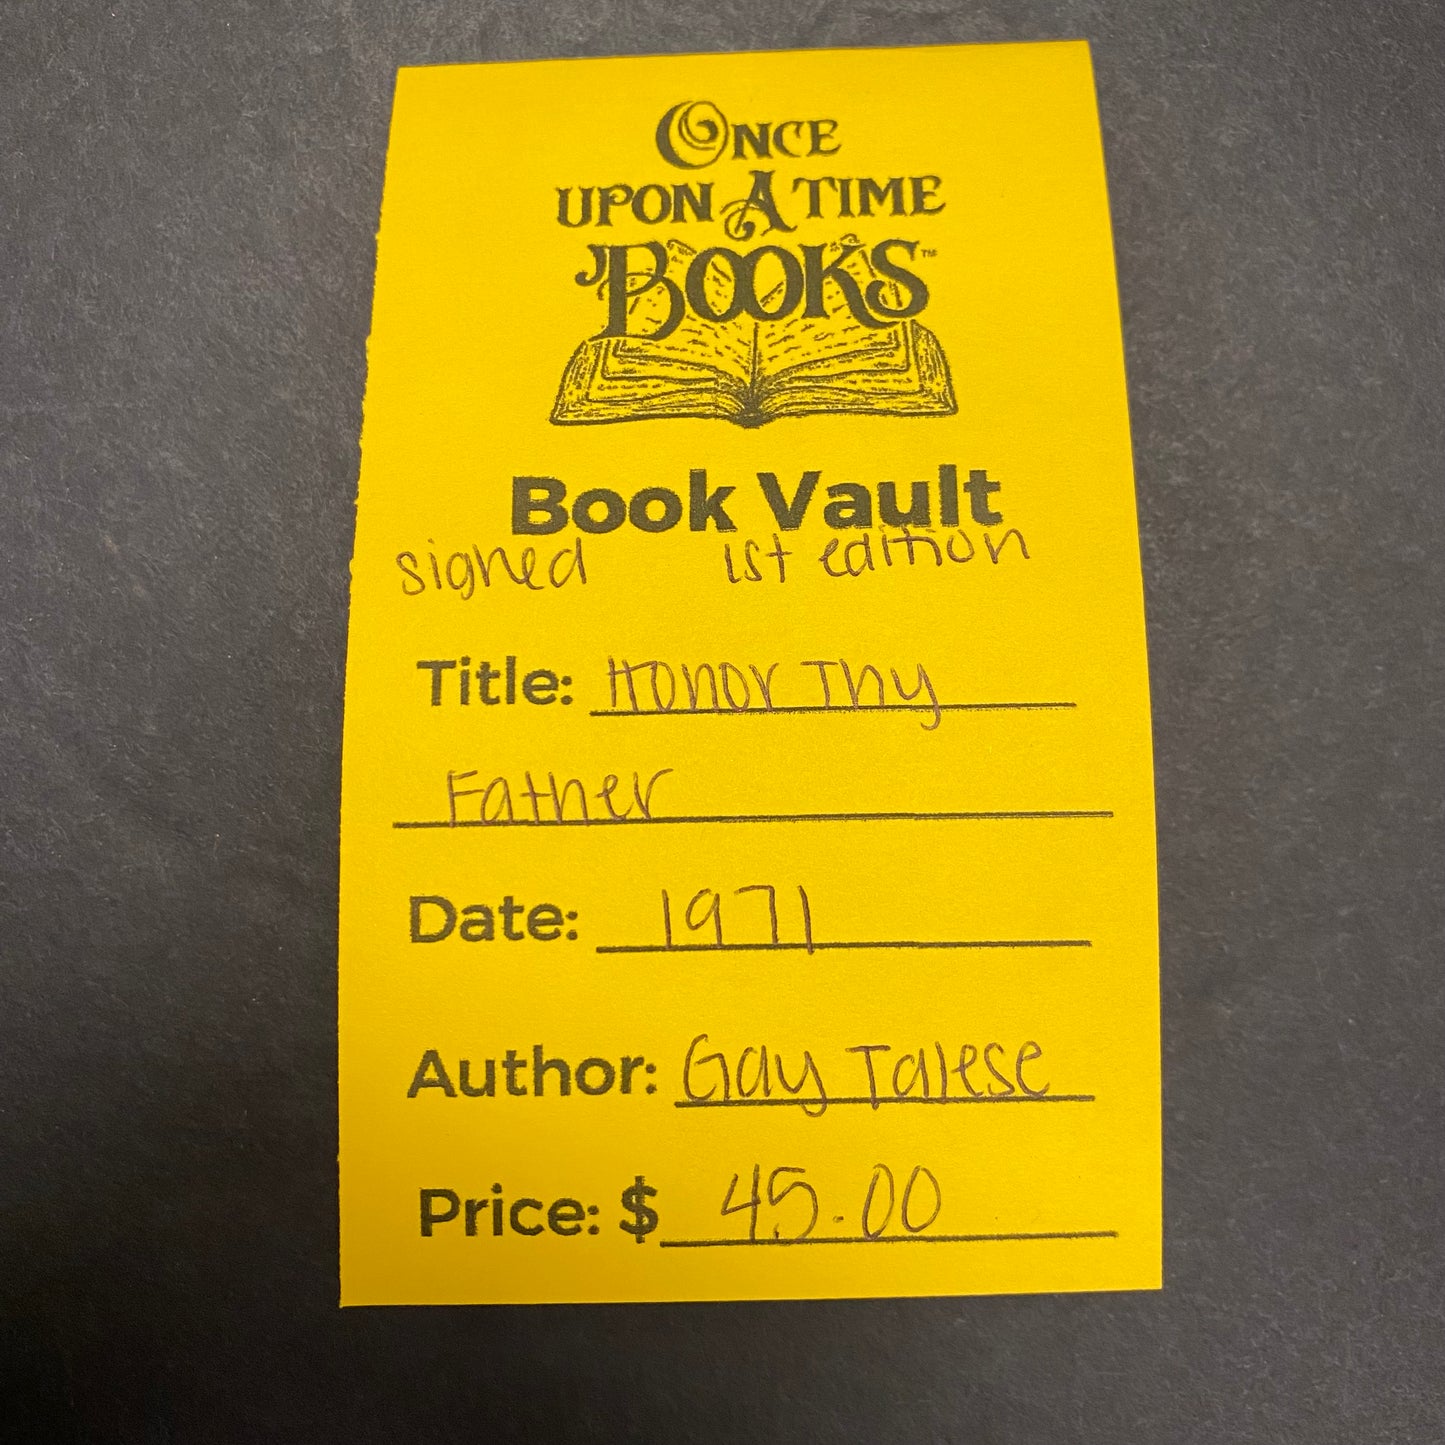 ONCE
UPON A TIME
BOOKS™
Book Vault
signed 1st edition
Title: Honor Thy
Father
Date: 1971
Author: Gay Talese
Price: $ 45.00